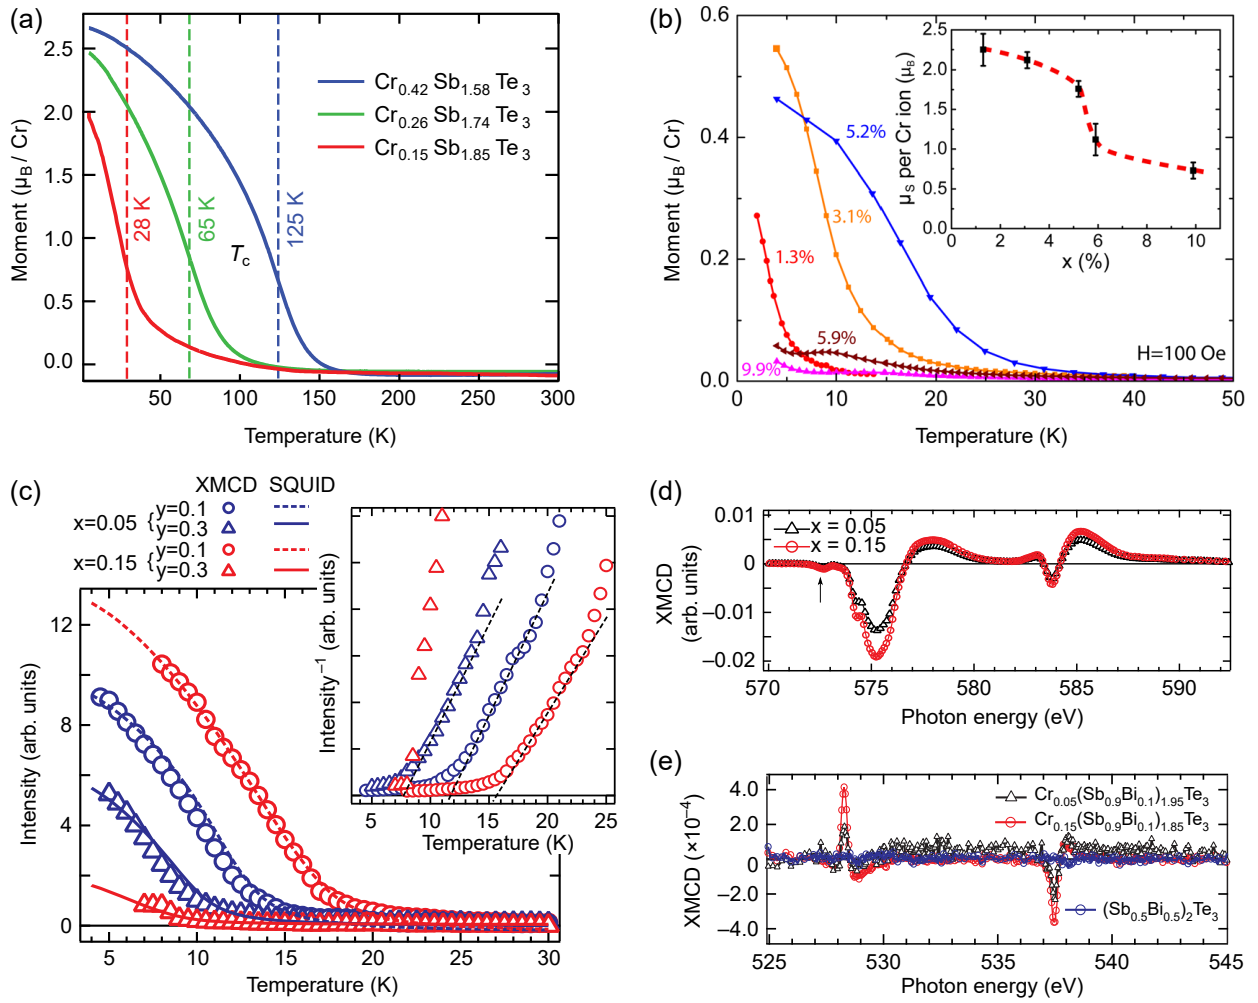 (a)
Moment (μB / Cr)
2.5
2.0
1.5
1.0
0.5
0.0
28 K
65 K
Tc
125 K
Cr0.42 Sb1.58 Te3
Cr0.26 Sb1.74 Te3
Cr0.15 Sb1.85 Te3
50 100 150 200 250 300
Temperature (K)
(b)
Moment (μB / Cr)
0.6
0.4
0.2
0.0
5.2%
3.1%
1.3%
5.9%
9.9%
H=100 Oe
0 10 20 30 40 50
Temperature (K)
μS per Cr ion (μB)
2.5
2.0
1.5
1.0
0.5
0.0
0 2 4 6 8 10
x (%)
(c)
XMCD SQUID
x=0.05 { y=0.1
y=0.3
x=0.15 { y=0.1
y=0.3
Intensity (arb. units)
12
8
4
0
5 10 15 20 25 30
Temperature (K)
Intensity−1 (arb. units)
5 10 15 20 25
Temperature (K)
(d)
XMCD
(arb. units)
0.01
0
−0.01
−0.02
x = 0.05
x = 0.15
570 575 580 585 590
Photon energy (eV)
(e)
XMCD (×10−4)
4.0
2.0
0
−2.0
−4.0
Cr0.05(Sb0.9Bi0.1)1.95Te3
Cr0.15(Sb0.9Bi0.1)1.85Te3
(Sb0.5Bi0.5)2Te3
525 530 535 540 545
Photon energy (eV)